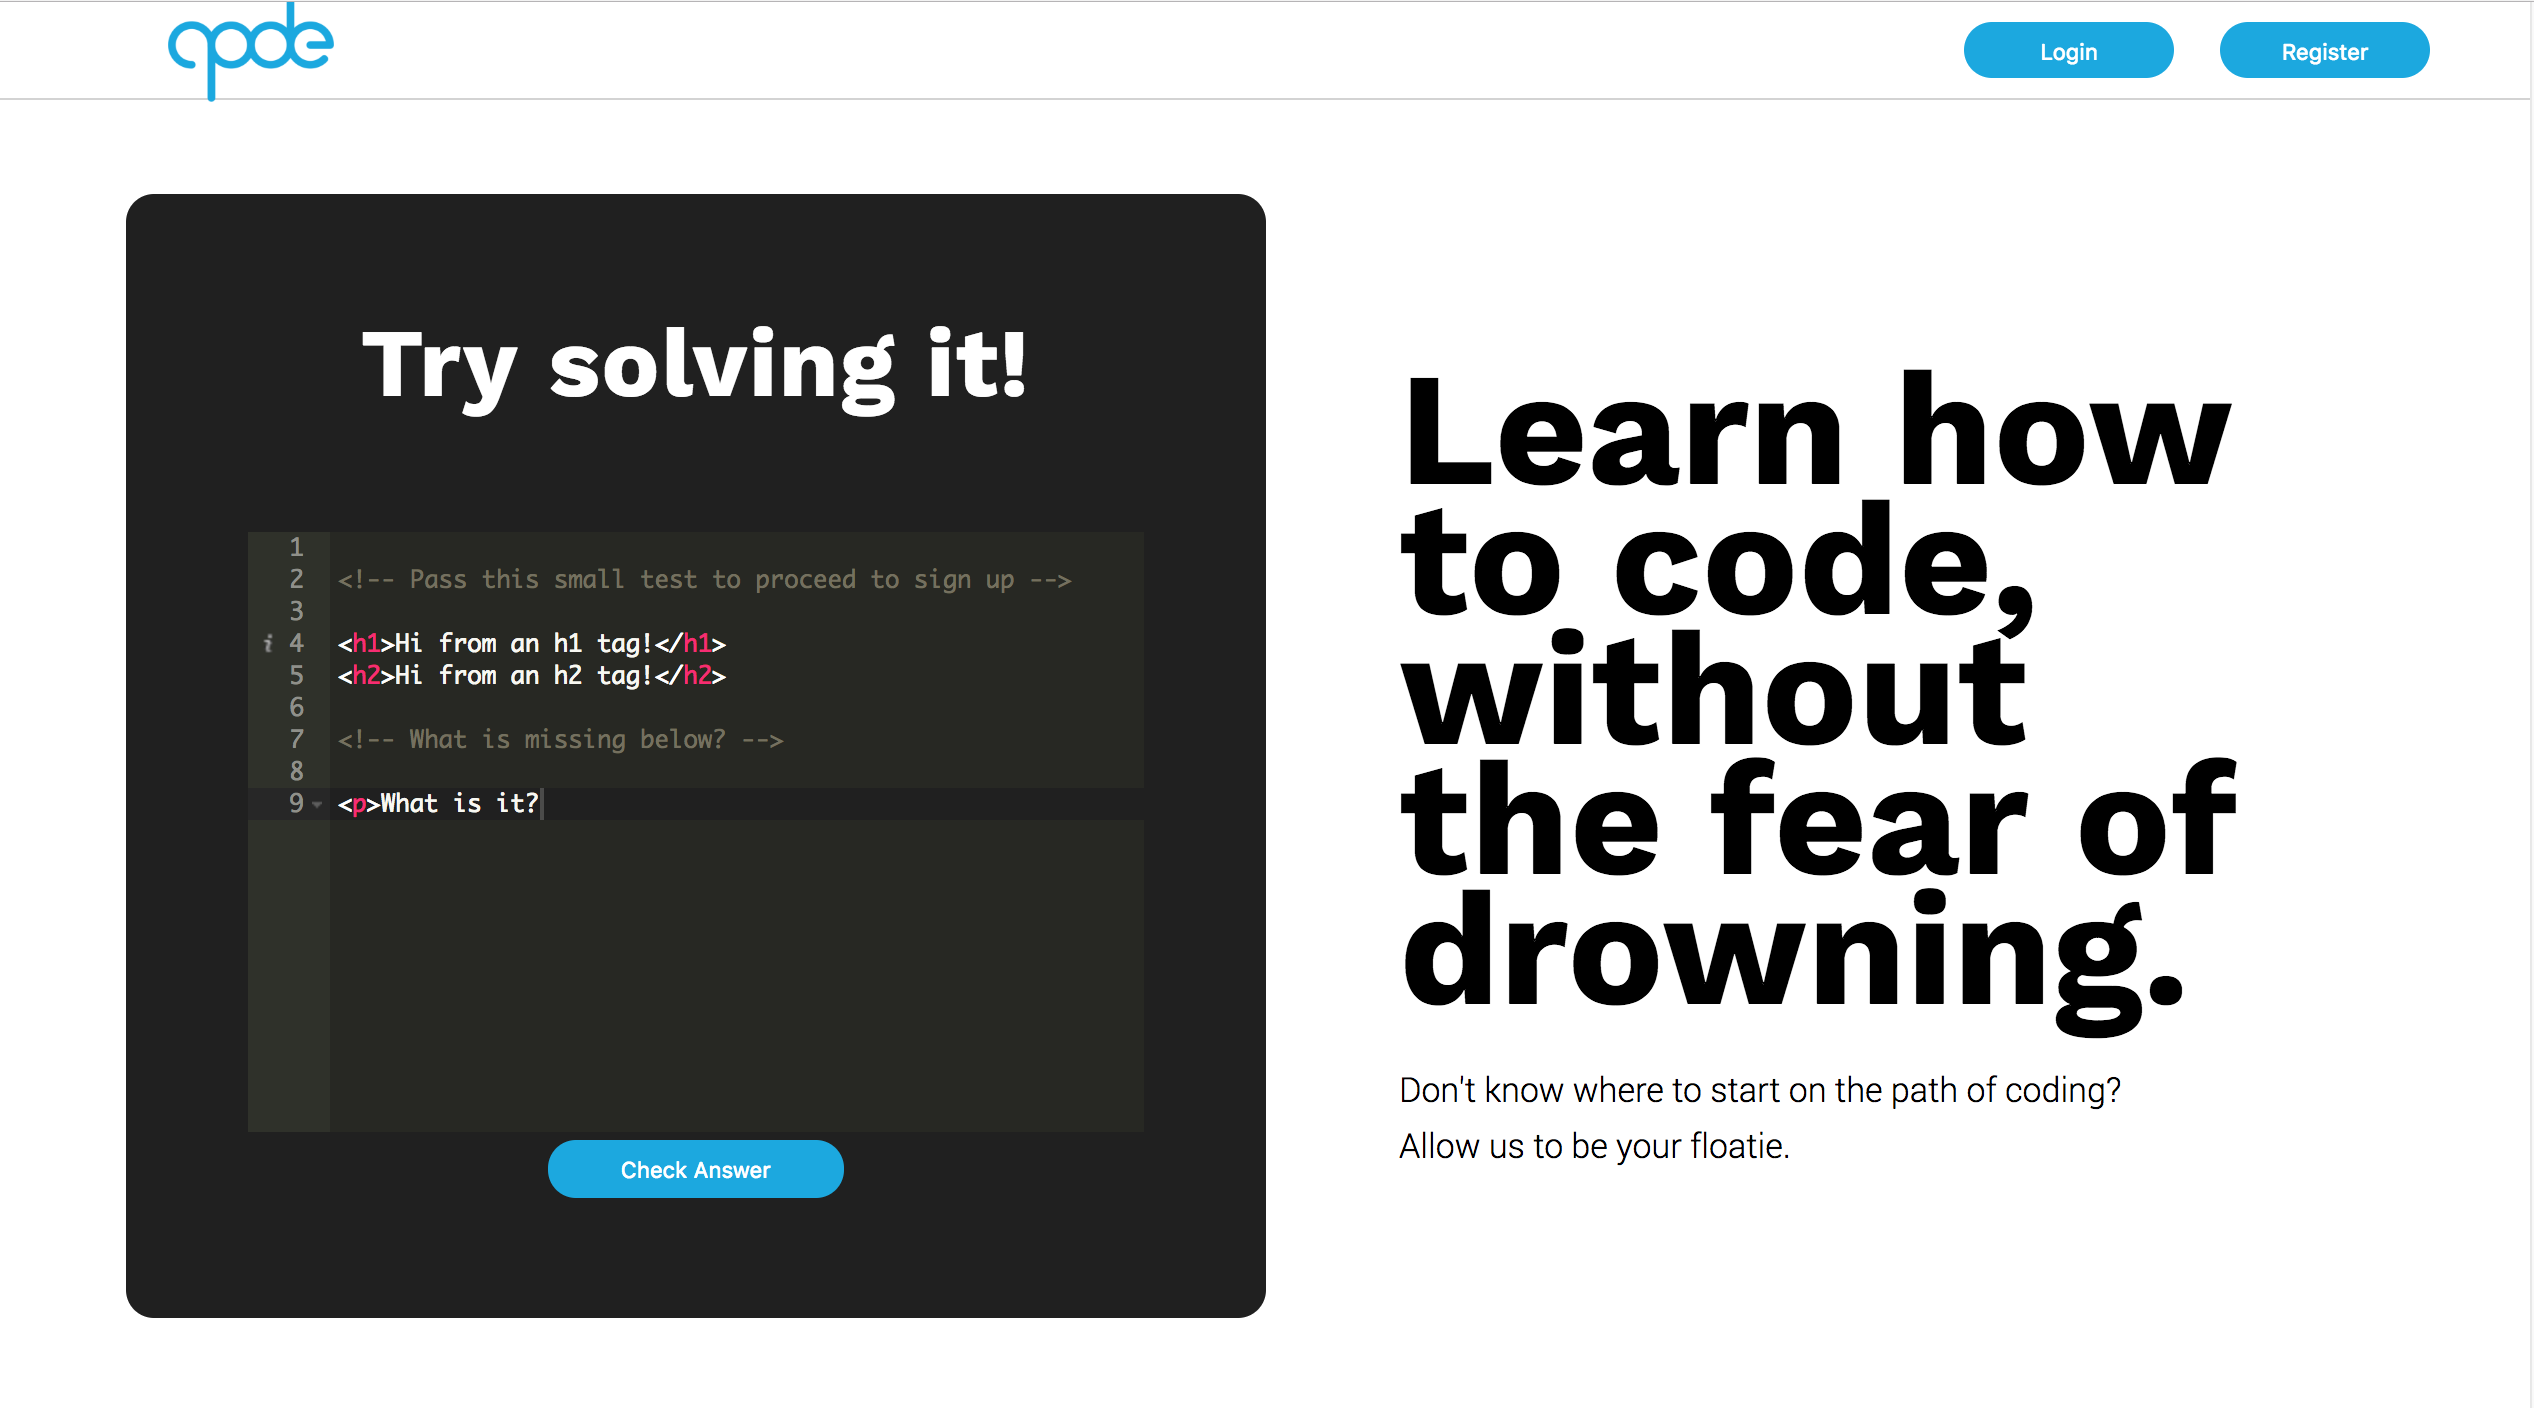 qode
Login
Register
Try solving it!
1
2 <!-- Pass this small test to proceed to sign up -->
3
i 4 <h1>Hi from an h1 tag!</h1>
5 <h2>Hi from an h2 tag!</h2>
6
7 <!-- What is missing below? -->
8
9 <p>What is it?
Check Answer
Learn how
to code,
without
the fear of
drowning.
Don't know where to start on the path of coding?
Allow us to be your floatie.